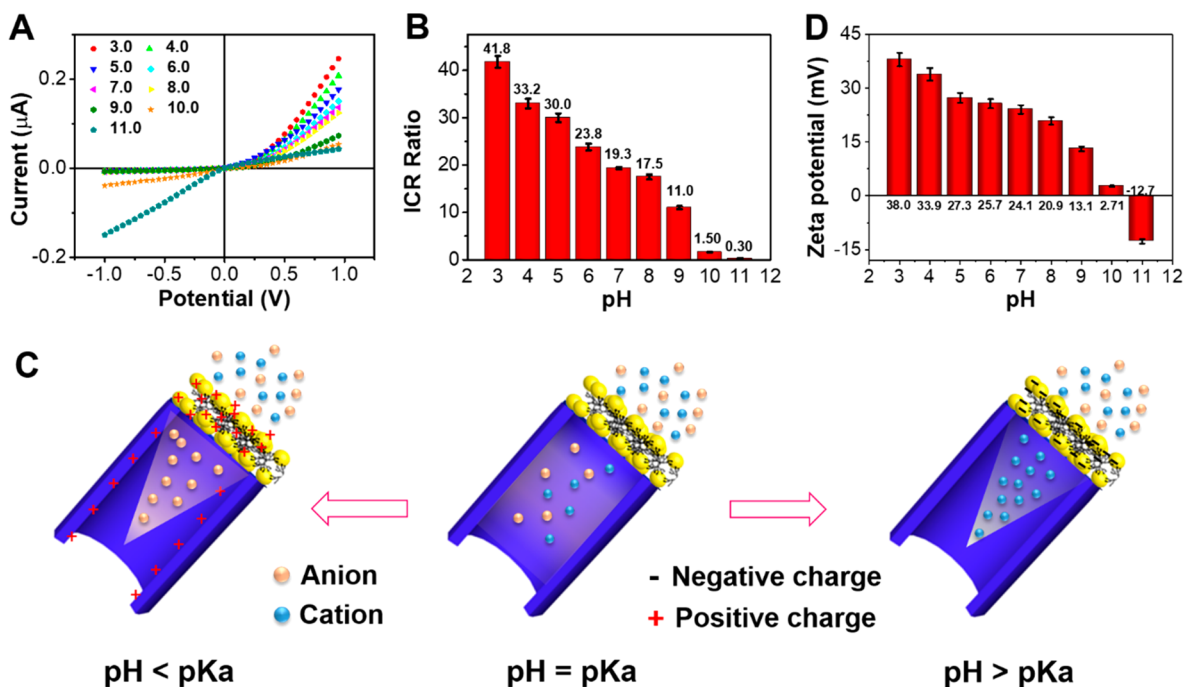 A
3.0 4.0
5.0 6.0
7.0 8.0
9.0 10.0
11.0
Current (μA)
0.2
0.0
-0.2
-1.0 -0.5 0.0 0.5 1.0
Potential (V)
B
ICR Ratio
50
40
30
20
10
0
41.8
33.2
30.0
23.8
19.3
17.5
11.0
1.50
0.30
2 3 4 5 6 7 8 9 10 11 12
pH
D
Zeta potential (mV)
45
30
15
0
-15
38.0 33.9 27.3 25.7 24.1 20.9 13.1 2.71 -12.7
2 3 4 5 6 7 8 9 10 11 12
pH
C
Anion
Cation
- Negative charge
+ Positive charge
pH < pKa
pH = pKa
pH > pKa